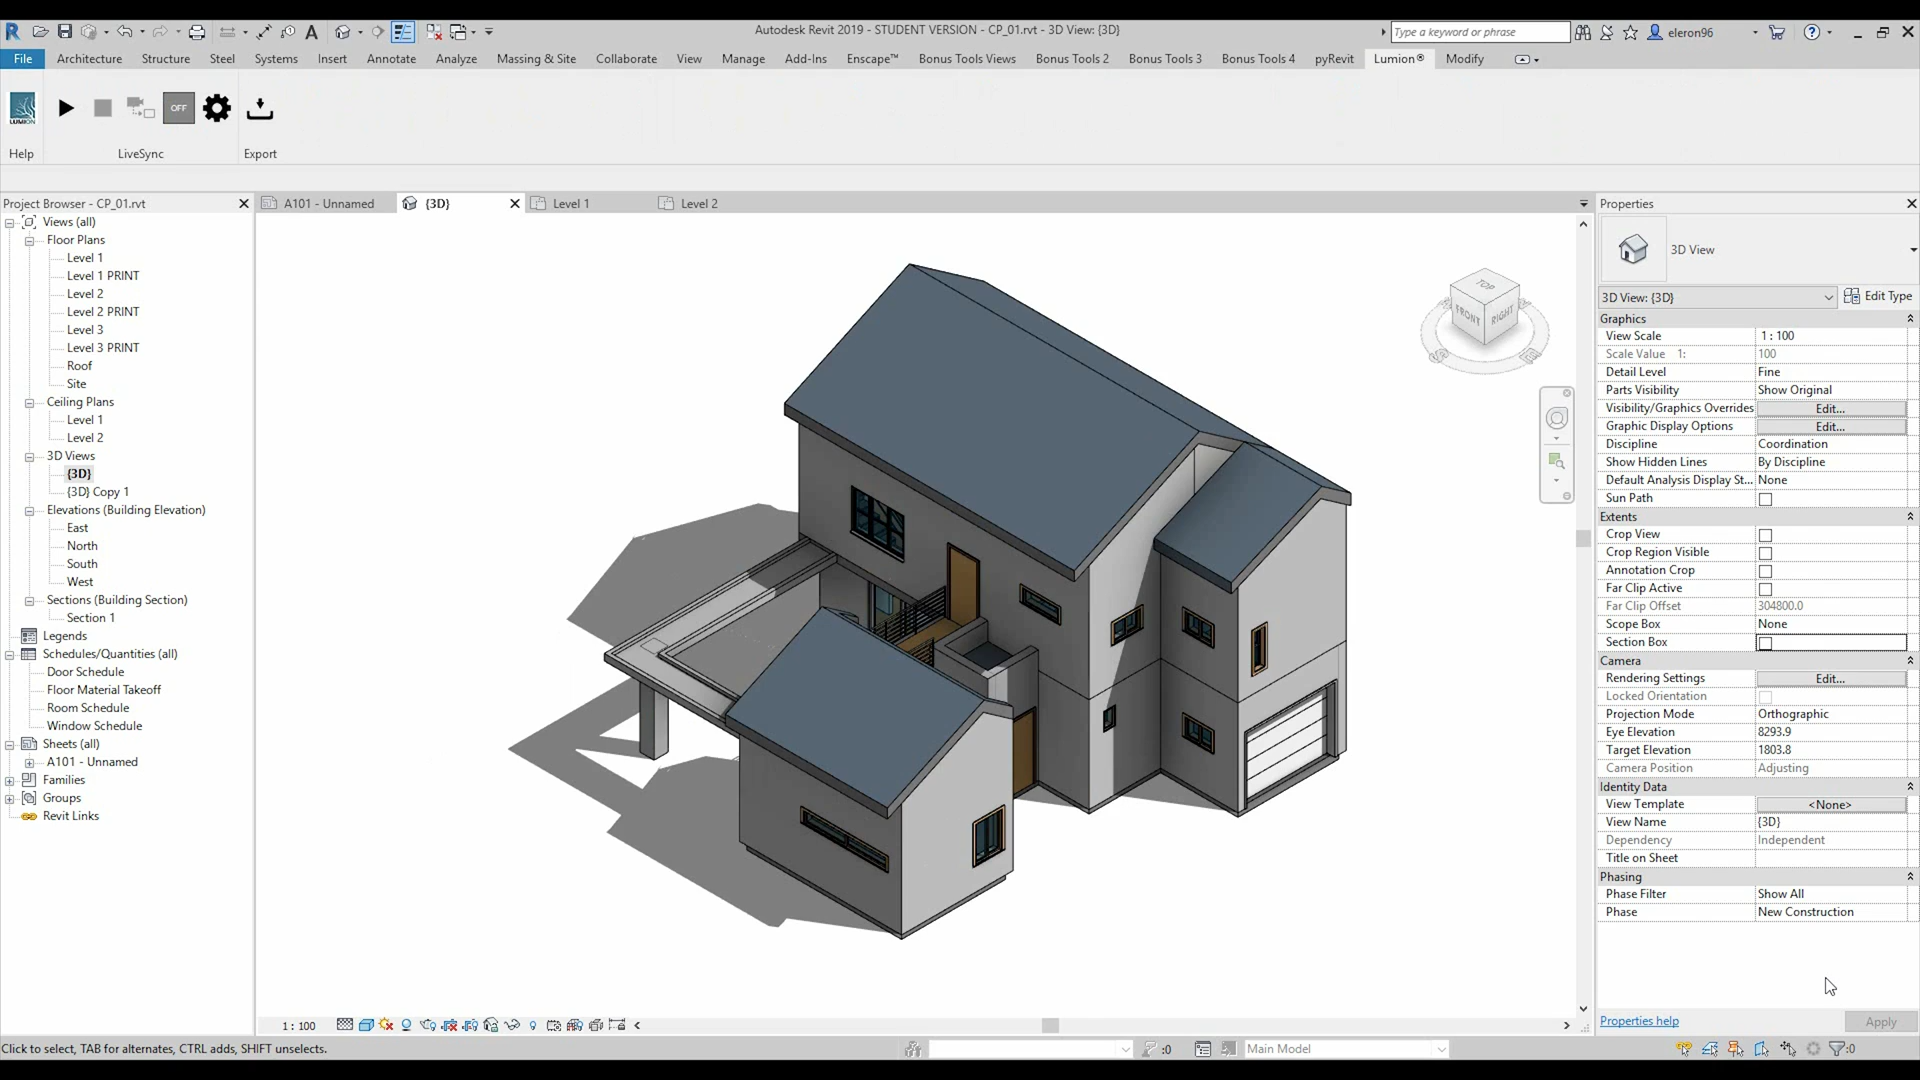 Autodesk Revit 2019 - STUDENT VERSION - CP_01.rvt - 3D View: {3D}
Type a keyword or phrase
eleron96
File Architecture Structure Steel Systems Insert Annotate Analyze Massing & Site Collaborate View Manage Add-Ins Enscape™ Bonus Tools Views Bonus Tools 2 Bonus Tools 3 Bonus Tools 4 pyRevit Lumion® Modify
LUMION
OFF
Help LiveSync Export
Project Browser - CP_01.rvt
Views (all)
Floor Plans
Level 1
Level 1 PRINT
Level 2
Level 2 PRINT
Level 3
Level 3 PRINT
Roof
Site
Ceiling Plans
Level 1
Level 2
3D Views
{3D}
{3D} Copy 1
Elevations (Building Elevation)
East
North
South
West
Sections (Building Section)
Section 1
Legends
Schedules/Quantities (all)
Door Schedule
Floor Material Takeoff
Room Schedule
Window Schedule
Sheets (all)
A101 - Unnamed
Families
Groups
Revit Links
A101 - Unnamed {3D} Level 1 Level 2
TOP
FRONT RIGHT
S E
Properties
3D View
3D View: {3D} Edit Type
Graphics
View Scale 1 : 100
Scale Value 1: 100
Detail Level Fine
Parts Visibility Show Original
Visibility/Graphics Overrides Edit...
Graphic Display Options Edit...
Discipline Coordination
Show Hidden Lines By Discipline
Default Analysis Display St... None
Sun Path
Extents
Crop View
Crop Region Visible
Annotation Crop
Far Clip Active
Far Clip Offset 304800.0
Scope Box None
Section Box
Camera
Rendering Settings Edit...
Locked Orientation
Projection Mode Orthographic
Eye Elevation 8293.9
Target Elevation 1803.8
Camera Position Adjusting
Identity Data
View Template <None>
View Name {3D}
Dependency Independent
Title on Sheet
Phasing
Phase Filter Show All
Phase New Construction
Properties help Apply
1 : 100
Click to select, TAB for alternates, CTRL adds, SHIFT unselects.
:0 Main Model :0